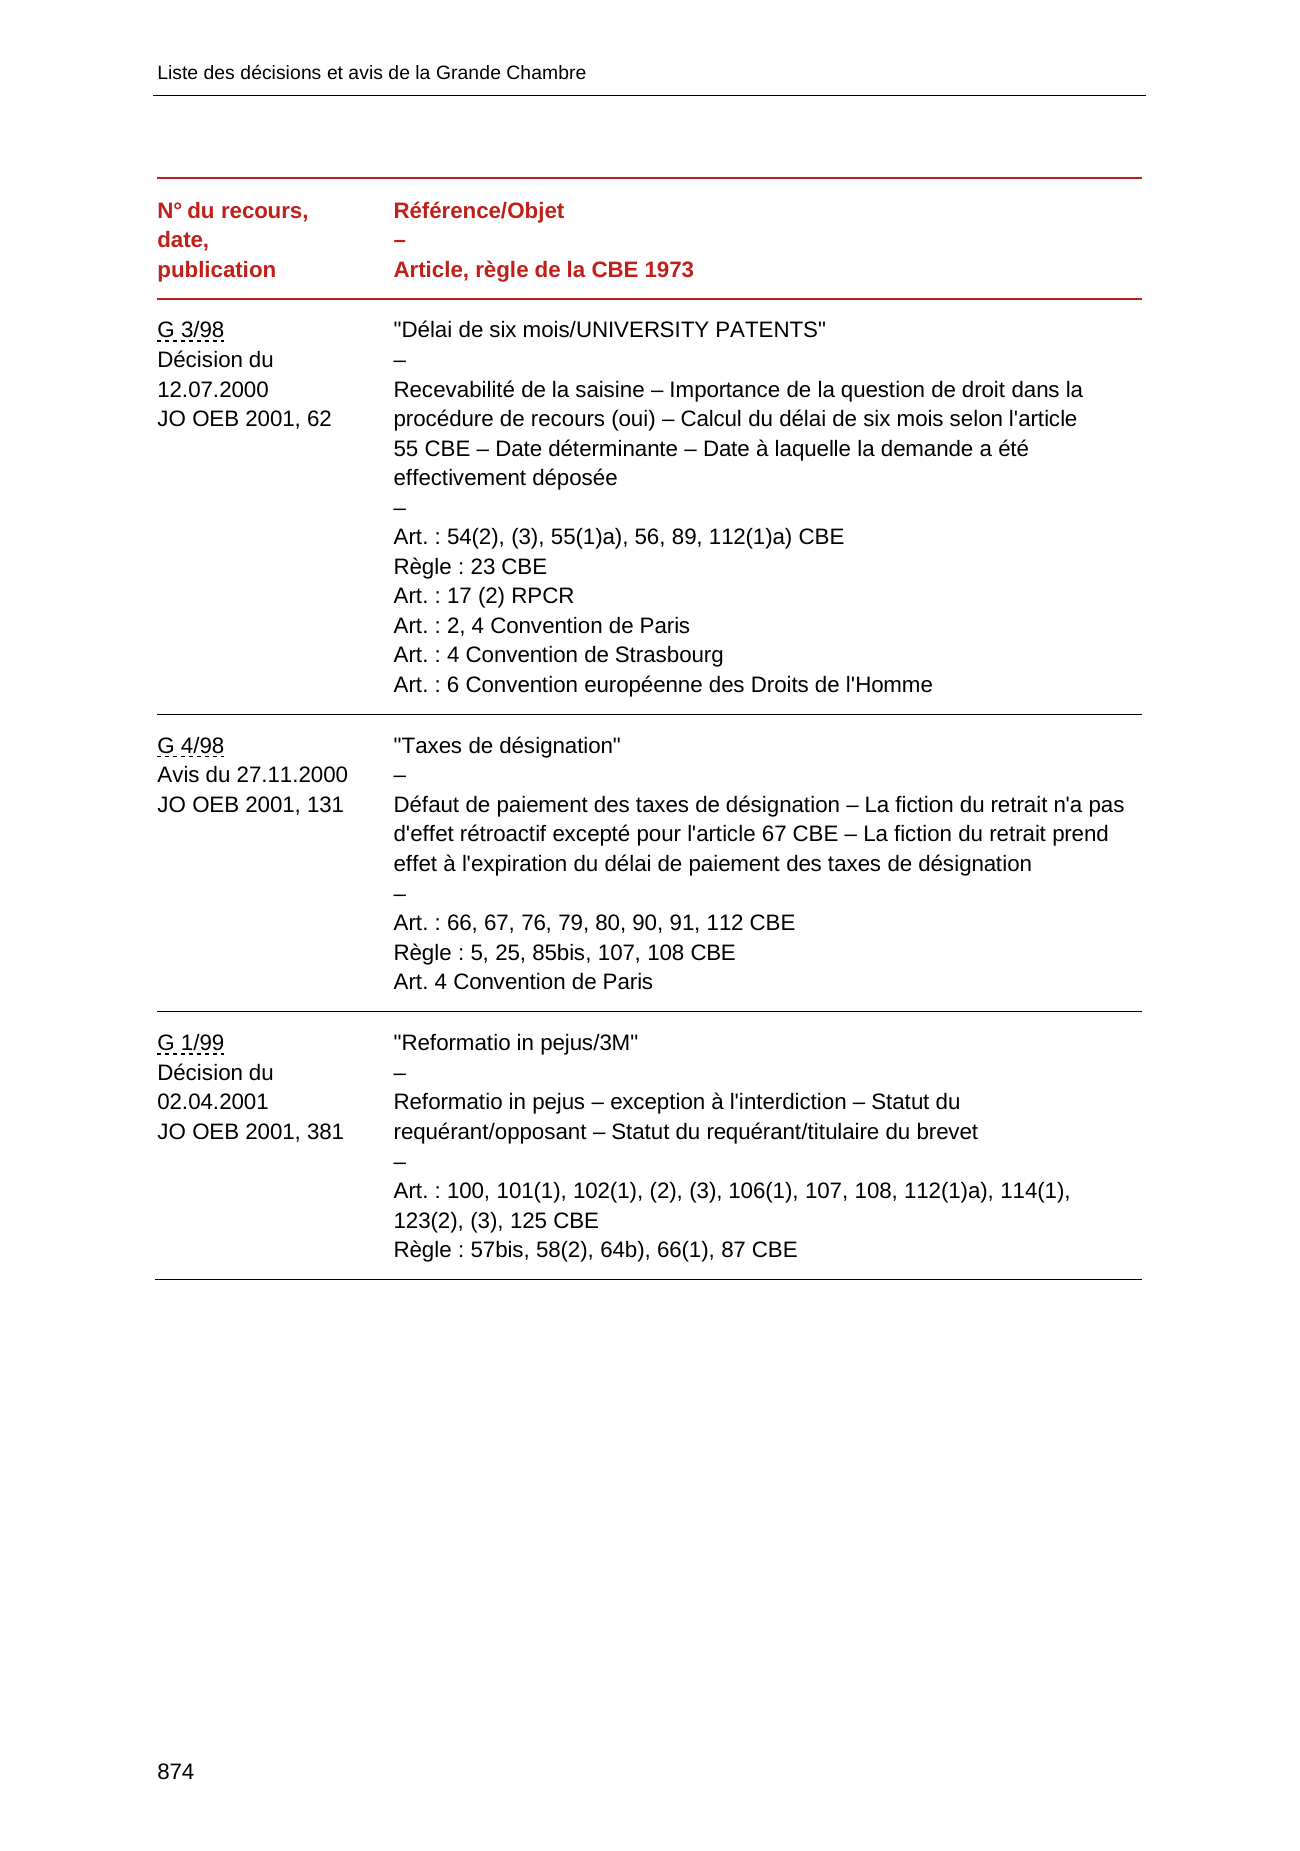 Liste des décisions et avis de la Grande Chambre
N° du recours,
date,
publication
Référence/Objet
–
Article, règle de la CBE 1973
G 3/98
Décision du
12.07.2000
JO OEB 2001, 62
"Délai de six mois/UNIVERSITY PATENTS"
–
Recevabilité de la saisine – Importance de la question de droit dans la
procédure de recours (oui) – Calcul du délai de six mois selon l'article
55 CBE – Date déterminante – Date à laquelle la demande a été
effectivement déposée
–
Art. : 54(2), (3), 55(1)a), 56, 89, 112(1)a) CBE
Règle : 23 CBE
Art. : 17 (2) RPCR
Art. : 2, 4 Convention de Paris
Art. : 4 Convention de Strasbourg
Art. : 6 Convention européenne des Droits de l'Homme
G 4/98
Avis du 27.11.2000
JO OEB 2001, 131
"Taxes de désignation"
–
Défaut de paiement des taxes de désignation – La fiction du retrait n'a pas
d'effet rétroactif excepté pour l'article 67 CBE – La fiction du retrait prend
effet à l'expiration du délai de paiement des taxes de désignation
–
Art. : 66, 67, 76, 79, 80, 90, 91, 112 CBE
Règle : 5, 25, 85bis, 107, 108 CBE
Art. 4 Convention de Paris
G 1/99
Décision du
02.04.2001
JO OEB 2001, 381
"Reformatio in pejus/3M"
–
Reformatio in pejus – exception à l'interdiction – Statut du
requérant/opposant – Statut du requérant/titulaire du brevet
–
Art. : 100, 101(1), 102(1), (2), (3), 106(1), 107, 108, 112(1)a), 114(1),
123(2), (3), 125 CBE
Règle : 57bis, 58(2), 64b), 66(1), 87 CBE
874